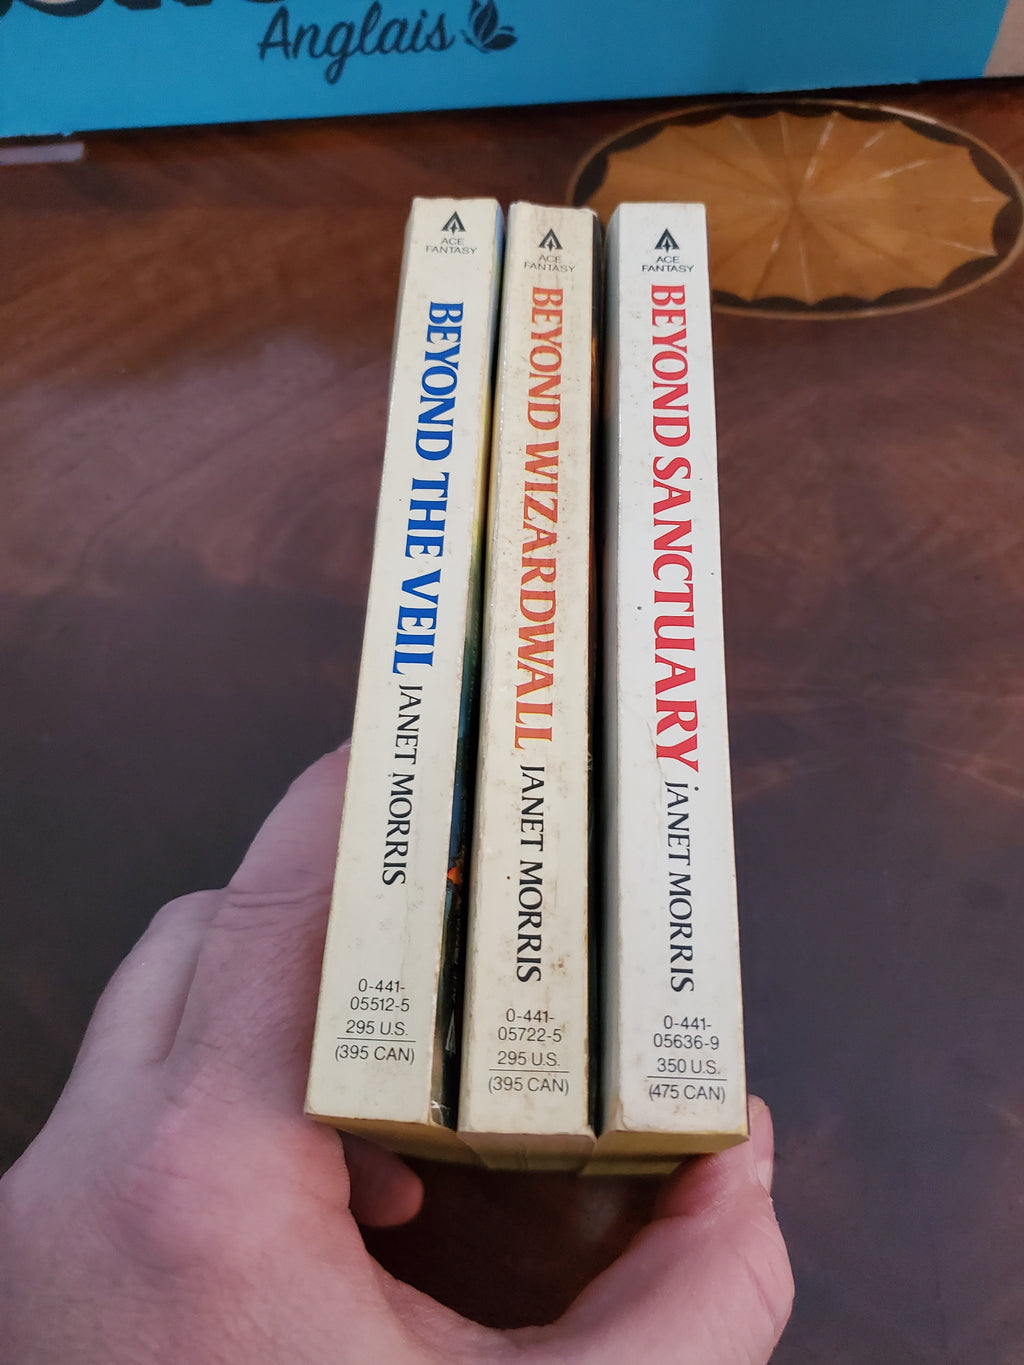 Anglais
ACE
FANTASY
BEYOND THE VEIL JANET MORRIS
0-441-
05512-5
295 U.S.
(395 CAN)
ACE
FANTASY
BEYOND WIZARDWALL JANET MORRIS
0-441-
05722-5
295 U.S.
(395 CAN)
ACE
FANTASY
BEYOND SANCTUARY JANET MORRIS
0-441-
05636-9
350 U.S.
(475 CAN)